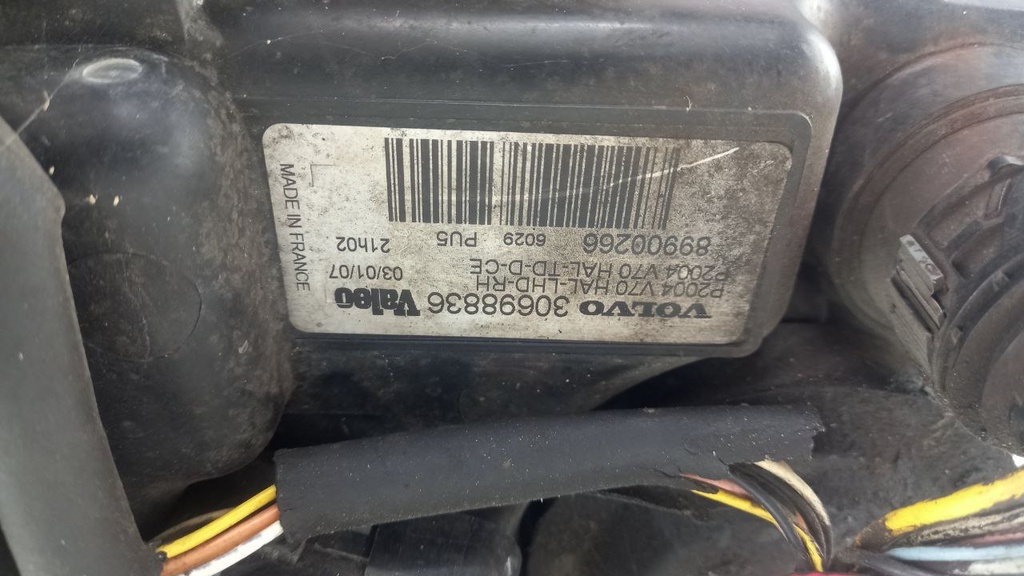 VOLVO 30698836 Valeo
P2004 V70 HAL-LHD-RH 03/01/07
P2004 V70 HAL-TD-D-CE
89900266 6029 PU5 21h02
MADE IN FRANCE